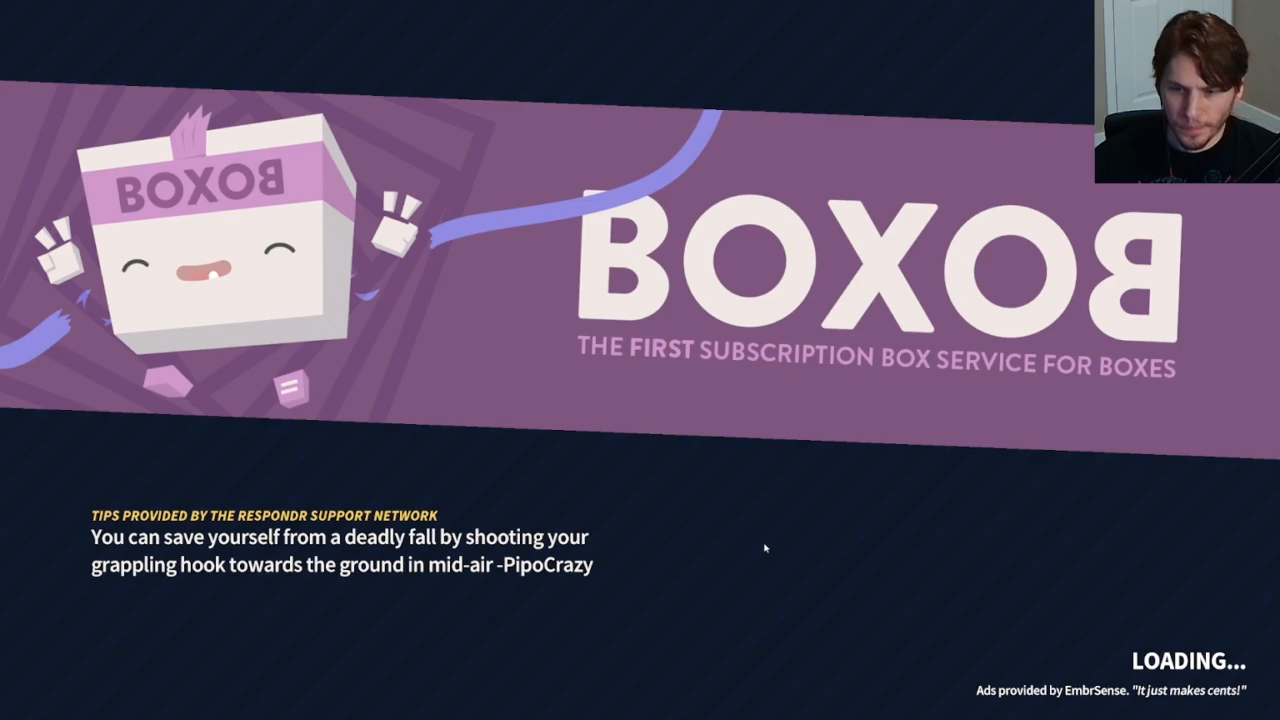 BOXOB
BOXOB
THE FIRST SUBSCRIPTION BOX SERVICE FOR BOXES
TIPS PROVIDED BY THE RESPONDR SUPPORT NETWORK
You can save yourself from a deadly fall by shooting your
grappling hook towards the ground in mid-air -PipoCrazy
LOADING...
Ads provided by EmbrSense. "It just makes cents!"